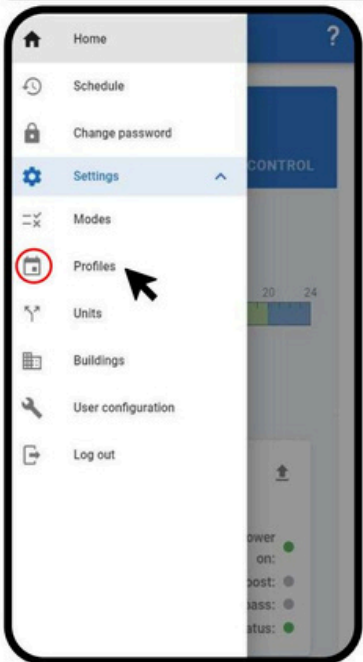 Home
?
Schedule
Change password
CONTROL
Settings
Modes
Profiles
20 24
Units
Buildings
User configuration
Log out
ower
on:
oost:
pass:
atus: